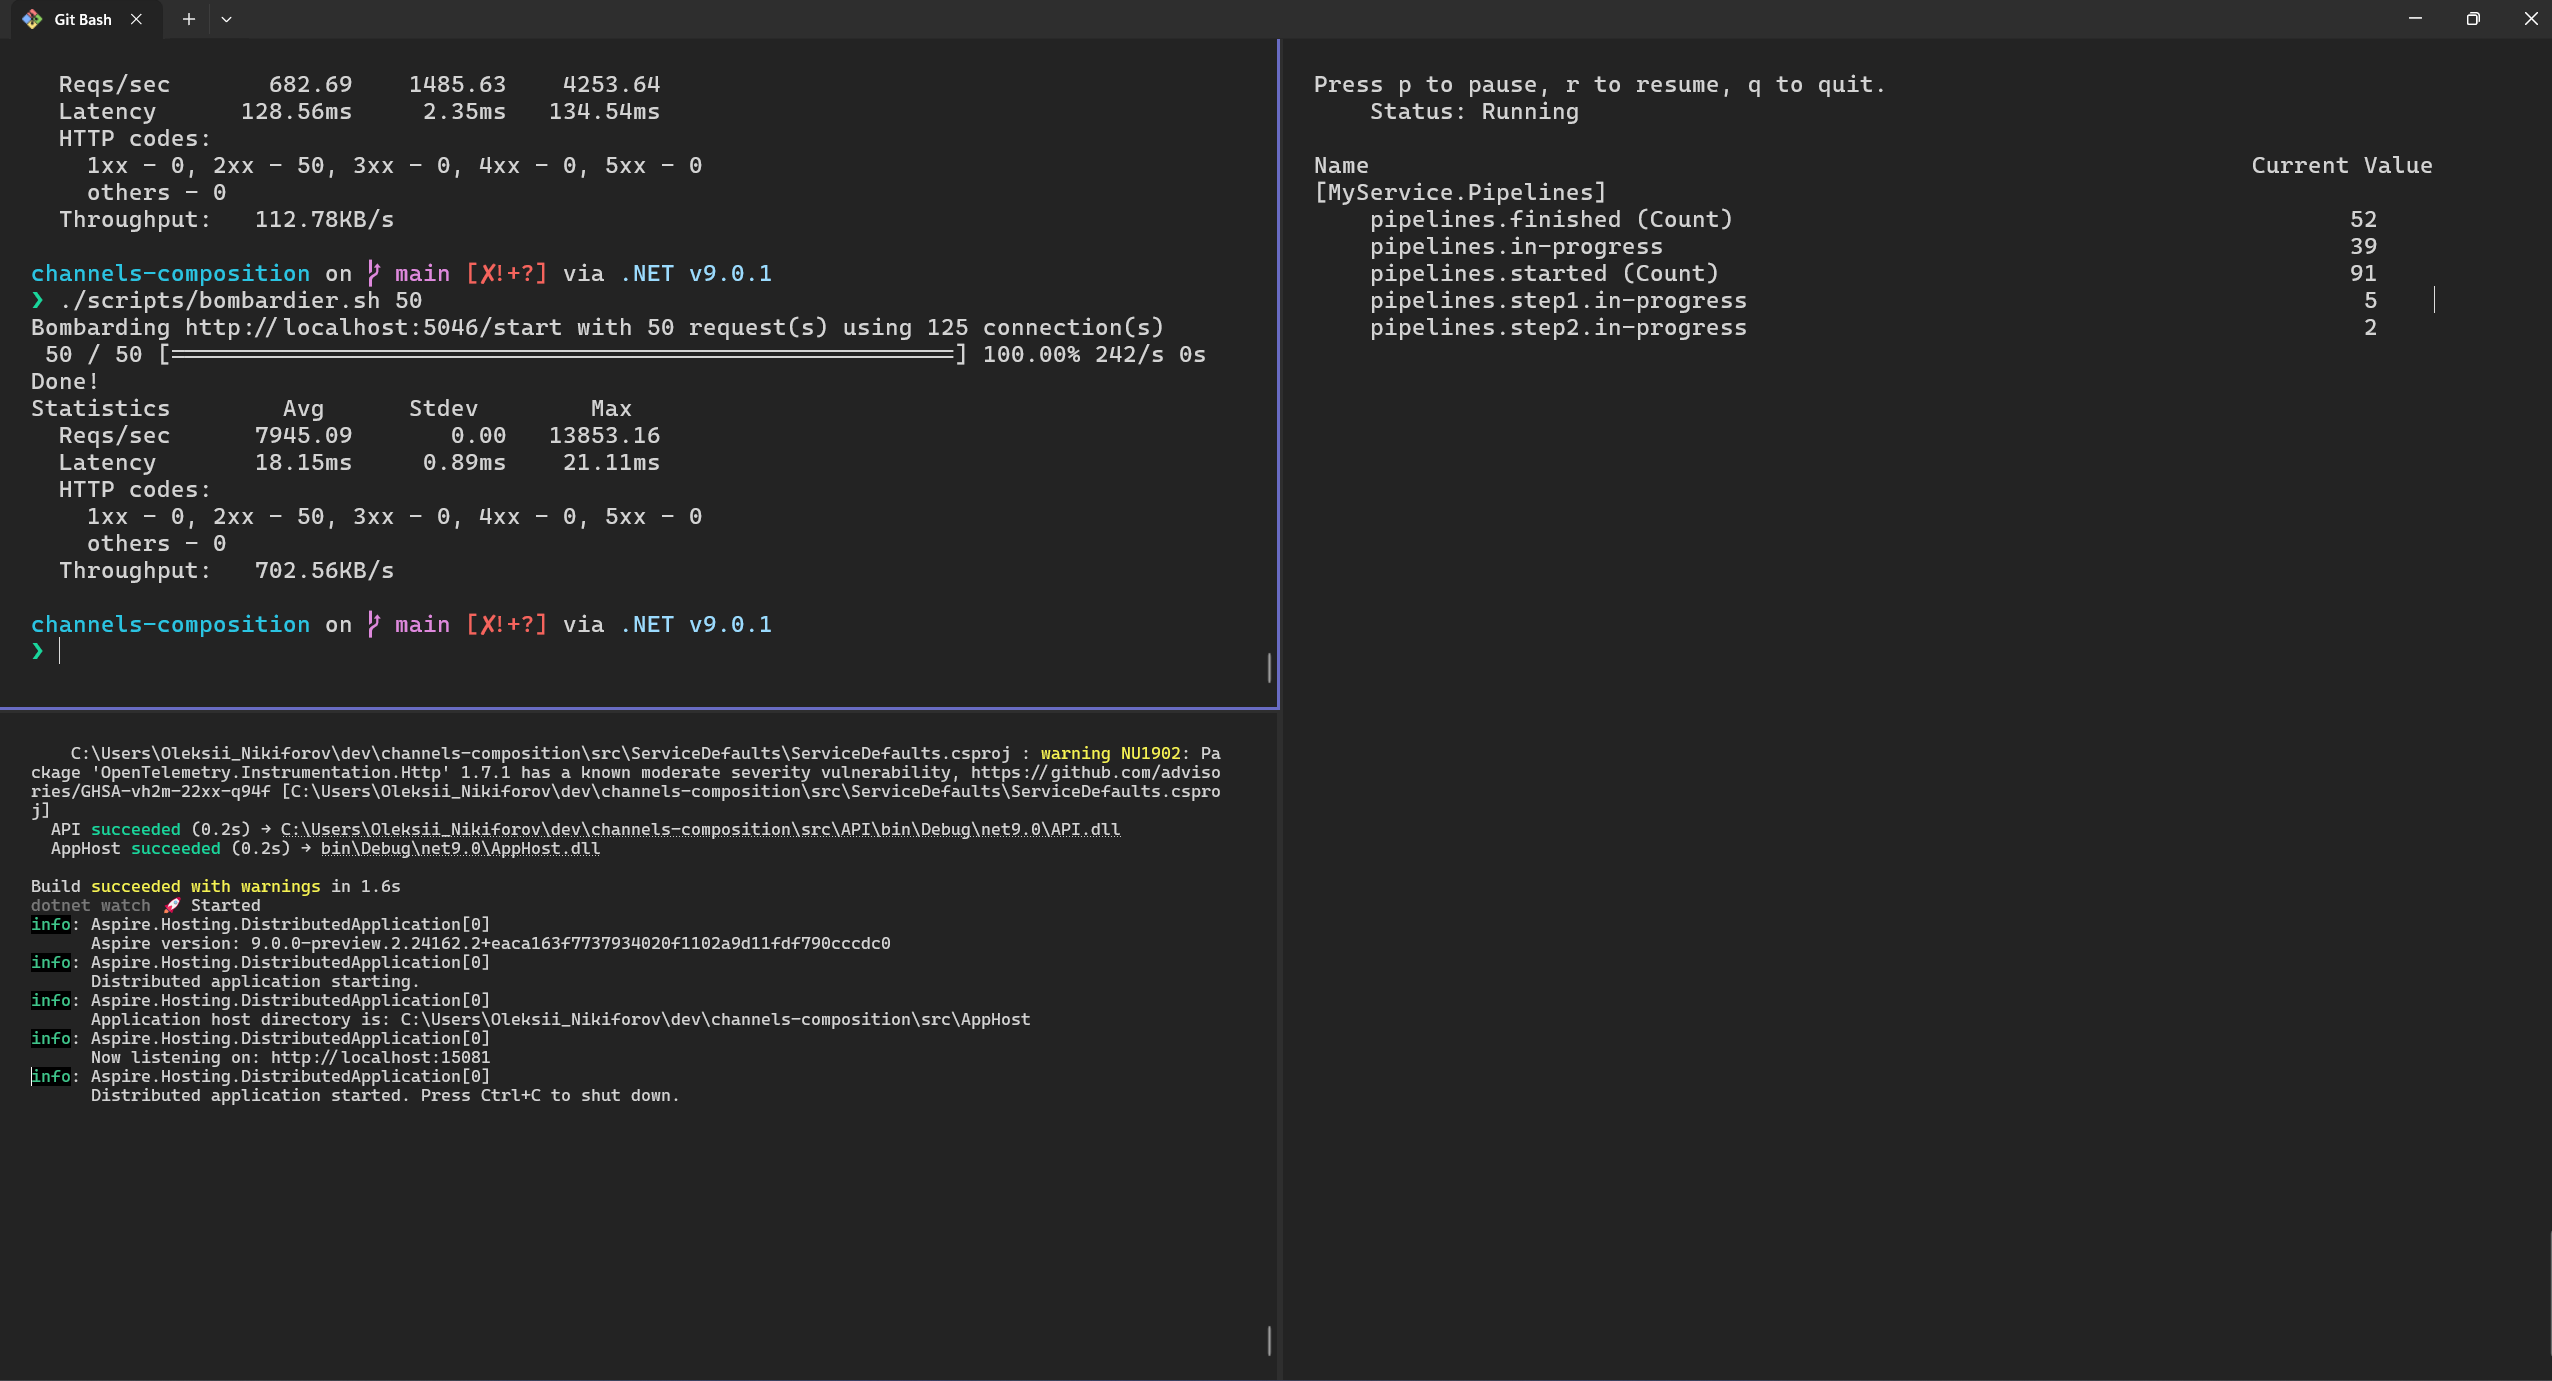 Git Bash
Reqs/sec 682.69 1485.63 4253.64
Latency 128.56ms 2.35ms 134.54ms
HTTP codes:
1xx - 0, 2xx - 50, 3xx - 0, 4xx - 0, 5xx - 0
others - 0
Throughput: 112.78KB/s
channels-composition on main [✘!+?] via .NET v9.0.1
❯ ./scripts/bombardier.sh 50
Bombarding http://localhost:5046/start with 50 request(s) using 125 connection(s)
50 / 50 [==========================================================] 100.00% 242/s 0s
Done!
Statistics Avg Stdev Max
Reqs/sec 7945.09 0.00 13853.16
Latency 18.15ms 0.89ms 21.11ms
HTTP codes:
1xx - 0, 2xx - 50, 3xx - 0, 4xx - 0, 5xx - 0
others - 0
Throughput: 702.56KB/s
channels-composition on main [✘!+?] via .NET v9.0.1
❯
C:\Users\Oleksii_Nikiforov\dev\channels-composition\src\ServiceDefaults\ServiceDefaults.csproj : warning NU1902: Pa
ckage 'OpenTelemetry.Instrumentation.Http' 1.7.1 has a known moderate severity vulnerability, https://github.com/adviso
ries/GHSA-vh2m-22xx-q94f [C:\Users\Oleksii_Nikiforov\dev\channels-composition\src\ServiceDefaults\ServiceDefaults.cspro
j]
API succeeded (0.2s) → C:\Users\Oleksii_Nikiforov\dev\channels-composition\src\API\bin\Debug\net9.0\API.dll
AppHost succeeded (0.2s) → bin\Debug\net9.0\AppHost.dll
Build succeeded with warnings in 1.6s
dotnet watch 🚀 Started
info: Aspire.Hosting.DistributedApplication[0]
Aspire version: 9.0.0-preview.2.24162.2+eaca163f7737934020f1102a9d11fdf790cccdc0
info: Aspire.Hosting.DistributedApplication[0]
Distributed application starting.
info: Aspire.Hosting.DistributedApplication[0]
Application host directory is: C:\Users\Oleksii_Nikiforov\dev\channels-composition\src\AppHost
info: Aspire.Hosting.DistributedApplication[0]
Now listening on: http://localhost:15081
info: Aspire.Hosting.DistributedApplication[0]
Distributed application started. Press Ctrl+C to shut down.
Press p to pause, r to resume, q to quit.
Status: Running
Name Current Value
[MyService.Pipelines]
pipelines.finished (Count) 52
pipelines.in-progress 39
pipelines.started (Count) 91
pipelines.step1.in-progress 5
pipelines.step2.in-progress 2